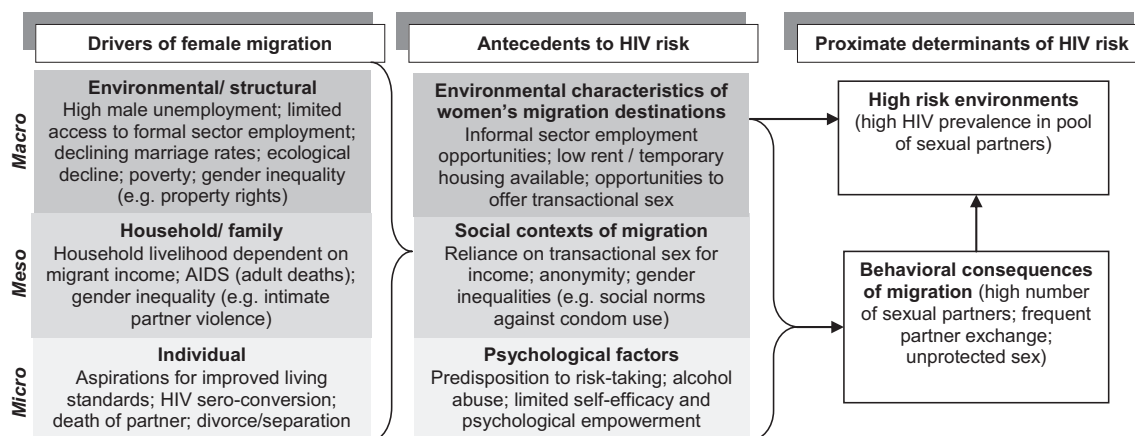 Drivers of female migration
Antecedents to HIV risk
Proximate determinants of HIV risk
Macro
Environmental/ structural
High male unemployment; limited
access to formal sector employment;
declining marriage rates; ecological
decline; poverty; gender inequality
(e.g. property rights)
Meso
Household/ family
Household livelihood dependent on
migrant income; AIDS (adult deaths);
gender inequality (e.g. intimate
partner violence)
Micro
Individual
Aspirations for improved living
standards; HIV sero-conversion;
death of partner; divorce/separation
Environmental characteristics of
women's migration destinations
Informal sector employment
opportunities; low rent / temporary
housing available; opportunities to
offer transactional sex
Social contexts of migration
Reliance on transactional sex for
income; anonymity; gender
inequalities (e.g. social norms
against condom use)
Psychological factors
Predisposition to risk-taking; alcohol
abuse; limited self-efficacy and
psychological empowerment
High risk environments
(high HIV prevalence in pool
of sexual partners)
Behavioral consequences
of migration (high number
of sexual partners; frequent
partner exchange;
unprotected sex)